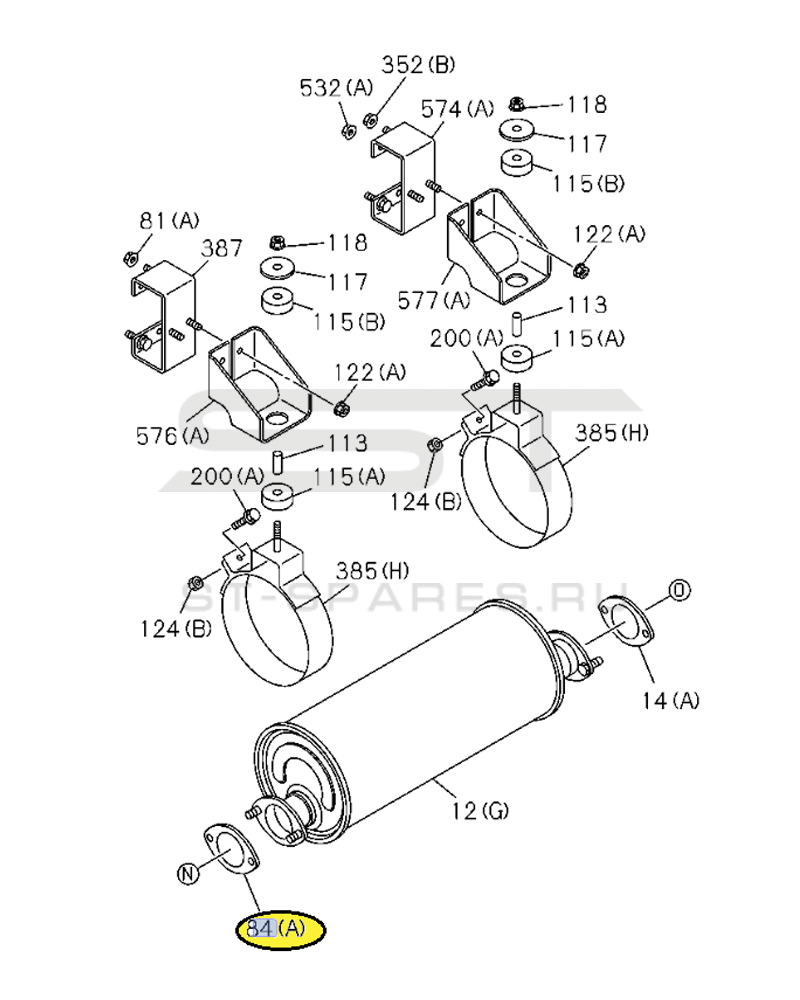 352(B)
532(A)
574(A)
118
117
115(B)
81(A)
387
118
117
115(B)
122(A)
577(A)
113
200(A)
115(A)
122(A)
576(A)
385(H)
113
200(A)
115(A)
124(B)
ST
385(H)
ST-SPARES.RU
124(B)
O
14(A)
12(G)
N
84(A)